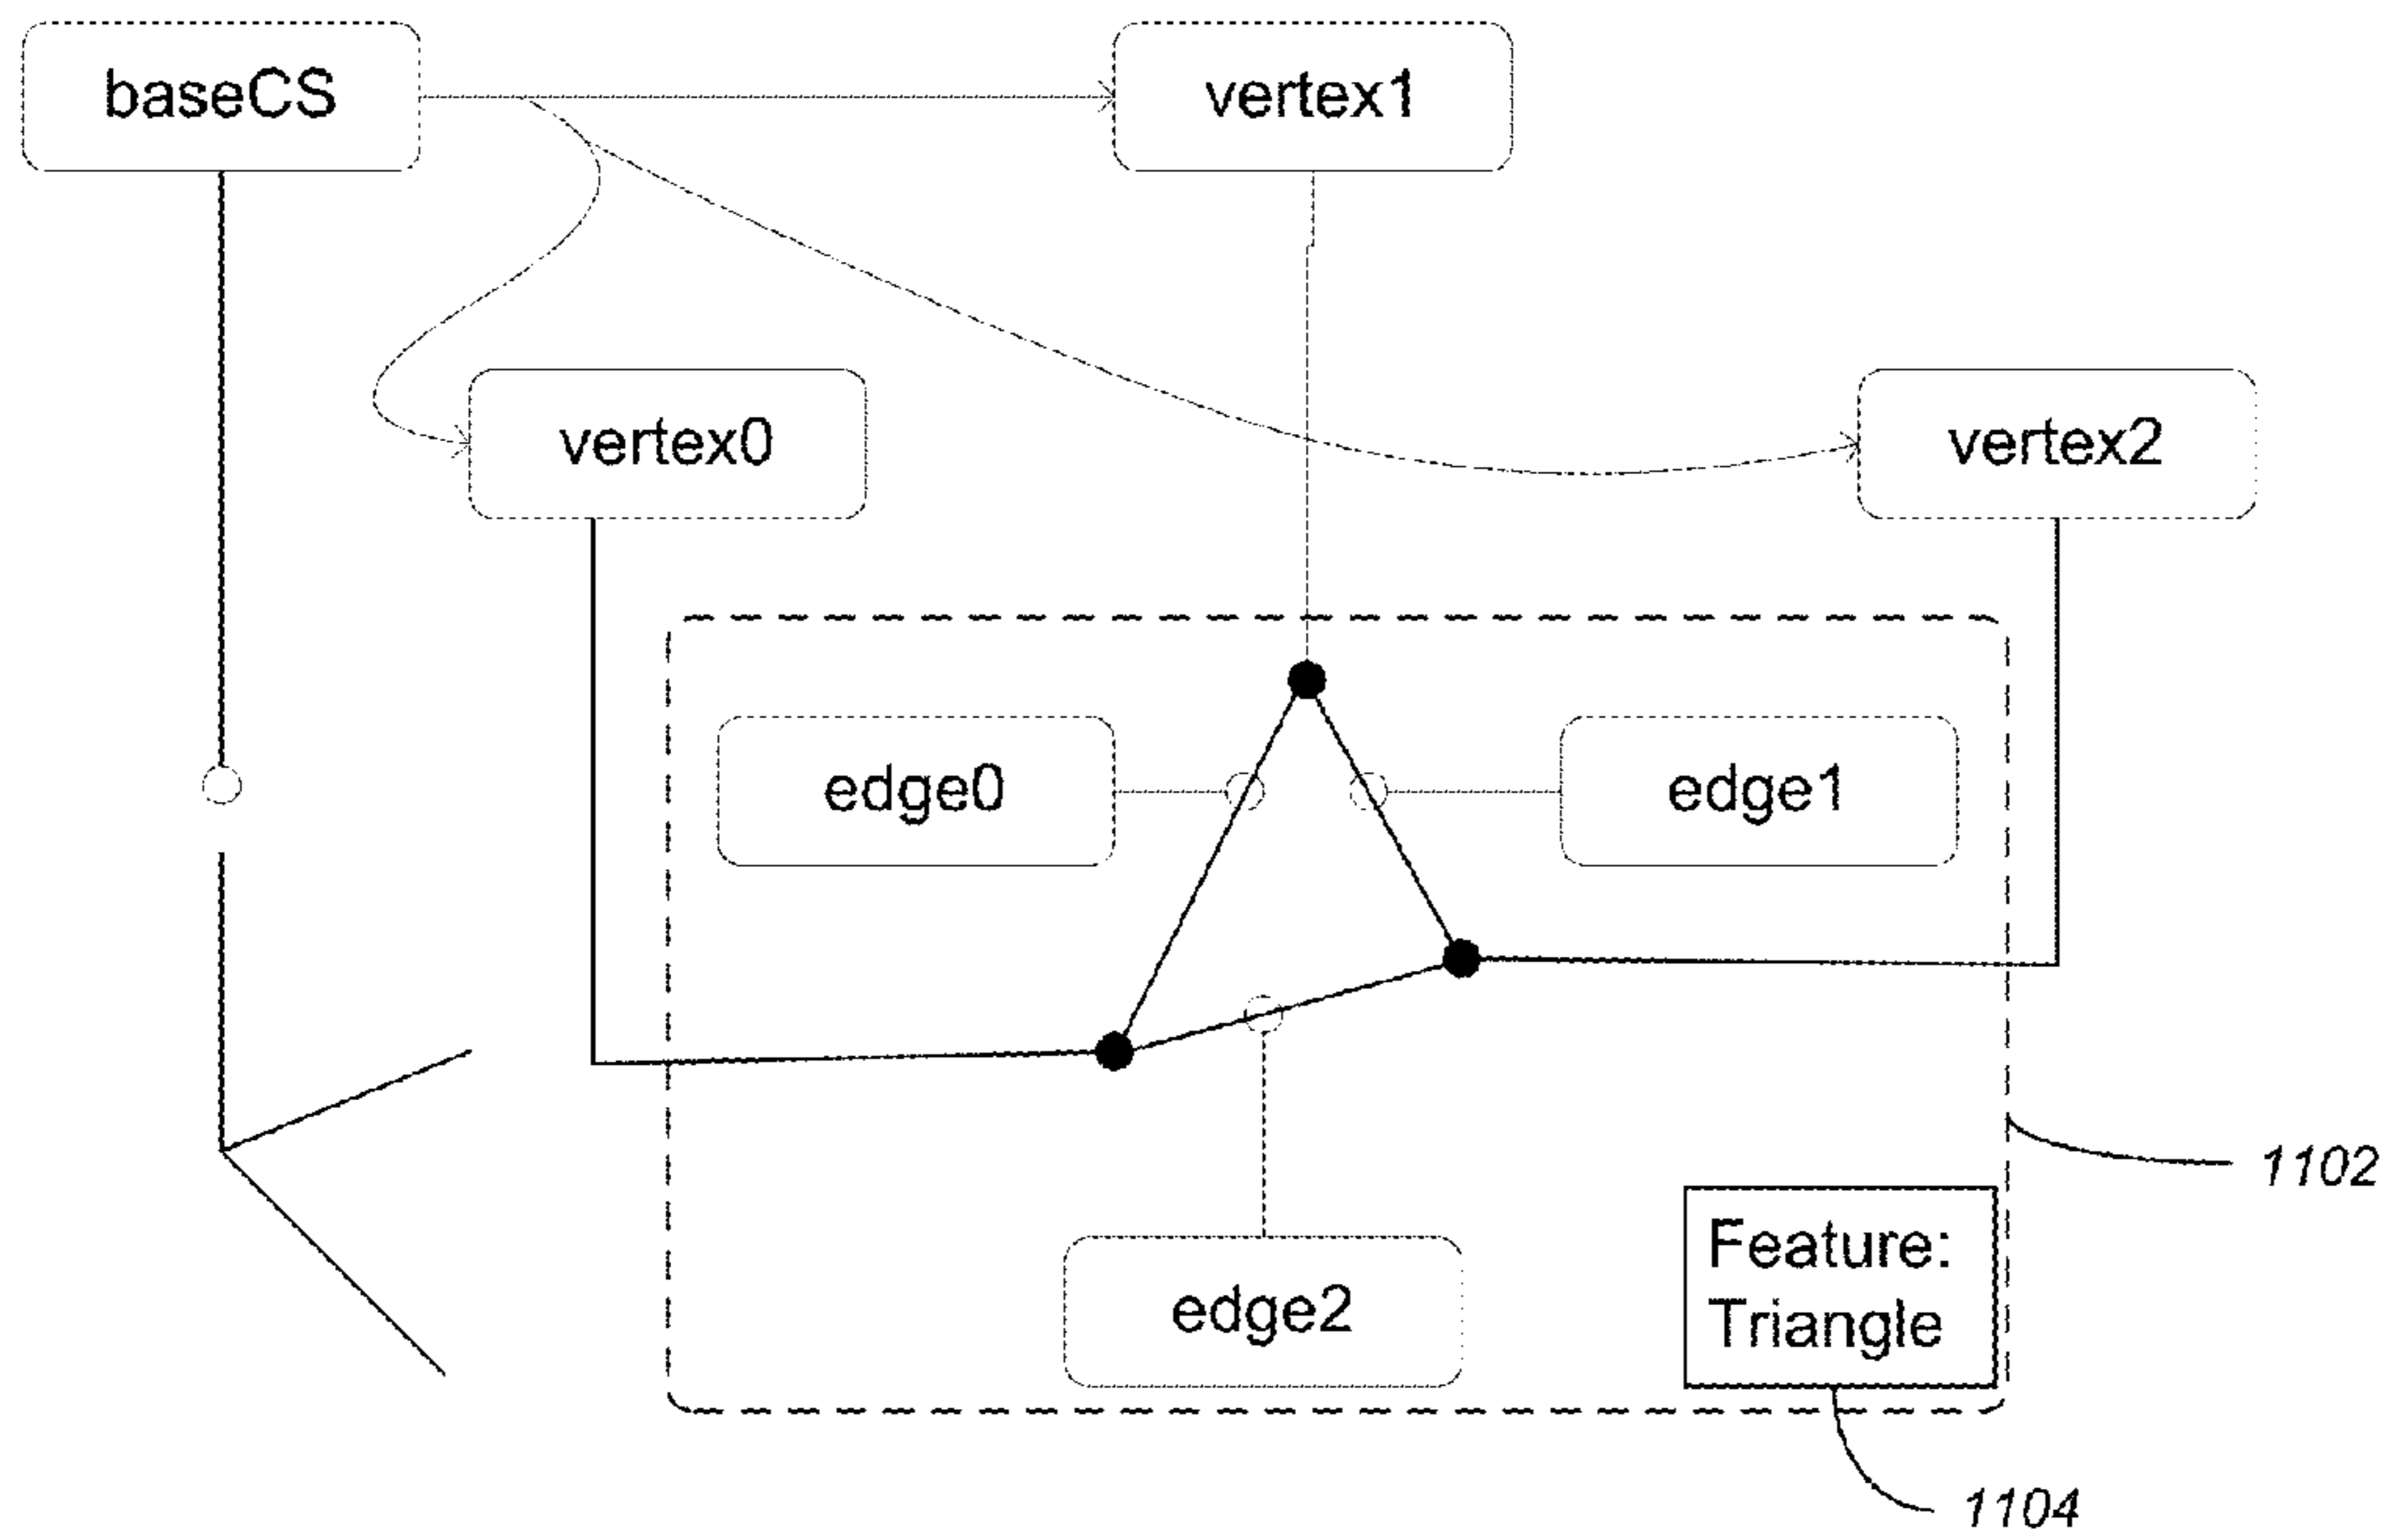 baseCS
vertex1
vertex0
vertex2
edge0
edge1
1102
Feature:
Triangle
edge2
1104